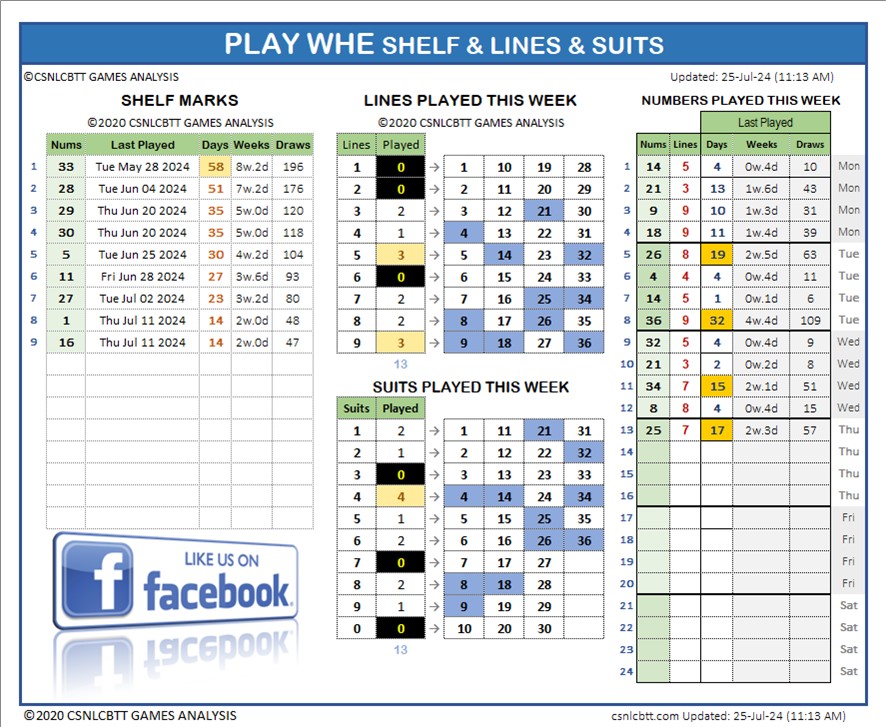 PLAY WHE SHELF & LINES & SUITS
©CSNLCBTT GAMES ANALYSIS
Updated: 25-Jul-24 (11:13 AM)
SHELF MARKS
©2020 CSNLCBTT GAMES ANALYSIS
Nums Last Played Days Weeks Draws
1 33 Tue May 28 2024 58 8w.2d 196
2 28 Tue Jun 04 2024 51 7w.2d 176
3 29 Thu Jun 20 2024 35 5w.0d 120
4 30 Thu Jun 20 2024 35 5w.0d 118
5 5 Tue Jun 25 2024 30 4w.2d 104
6 11 Fri Jun 28 2024 27 3w.6d 93
7 27 Tue Jul 02 2024 23 3w.2d 80
8 1 Thu Jul 11 2024 14 2w.0d 48
9 16 Thu Jul 11 2024 14 2w.0d 47
LIKE US ON
facebook.
LINES PLAYED THIS WEEK
©2020 CSNLCBTT GAMES ANALYSIS
Lines Played
1 0 → 1 10 19 28
2 0 → 2 11 20 29
3 2 → 3 12 21 30
4 1 → 4 13 22 31
5 3 → 5 14 23 32
6 0 → 6 15 24 33
7 2 → 7 16 25 34
8 2 → 8 17 26 35
9 3 → 9 18 27 36
13
SUITS PLAYED THIS WEEK
Suits Played
1 2 → 1 11 21 31
2 1 → 2 12 22 32
3 0 → 3 13 23 33
4 4 → 4 14 24 34
5 1 → 5 15 25 35
6 2 → 6 16 26 36
7 0 → 7 17 27
8 2 → 8 18 28
9 1 → 9 19 29
0 0 → 10 20 30
13
NUMBERS PLAYED THIS WEEK
Last Played
Nums Lines Days Weeks Draws
1 14 5 4 0w.4d 10 Mon
2 21 3 13 1w.6d 43 Mon
3 9 9 10 1w.3d 31 Mon
4 18 9 11 1w.4d 39 Mon
5 26 8 19 2w.5d 63 Tue
6 4 4 4 0w.4d 11 Tue
7 14 5 1 0w.1d 6 Tue
8 36 9 32 4w.4d 109 Tue
9 32 5 4 0w.4d 9 Wed
10 21 3 2 0w.2d 8 Wed
11 34 7 15 2w.1d 51 Wed
12 8 8 4 0w.4d 15 Wed
13 25 7 17 2w.3d 57 Thu
14 Thu
15 Thu
16 Thu
17 Fri
18 Fri
19 Fri
20 Fri
21 Sat
22 Sat
23 Sat
24 Sat
©2020 CSNLCBTT GAMES ANALYSIS
csnlcbtt.com Updated: 25-Jul-24 (11:13 AM)